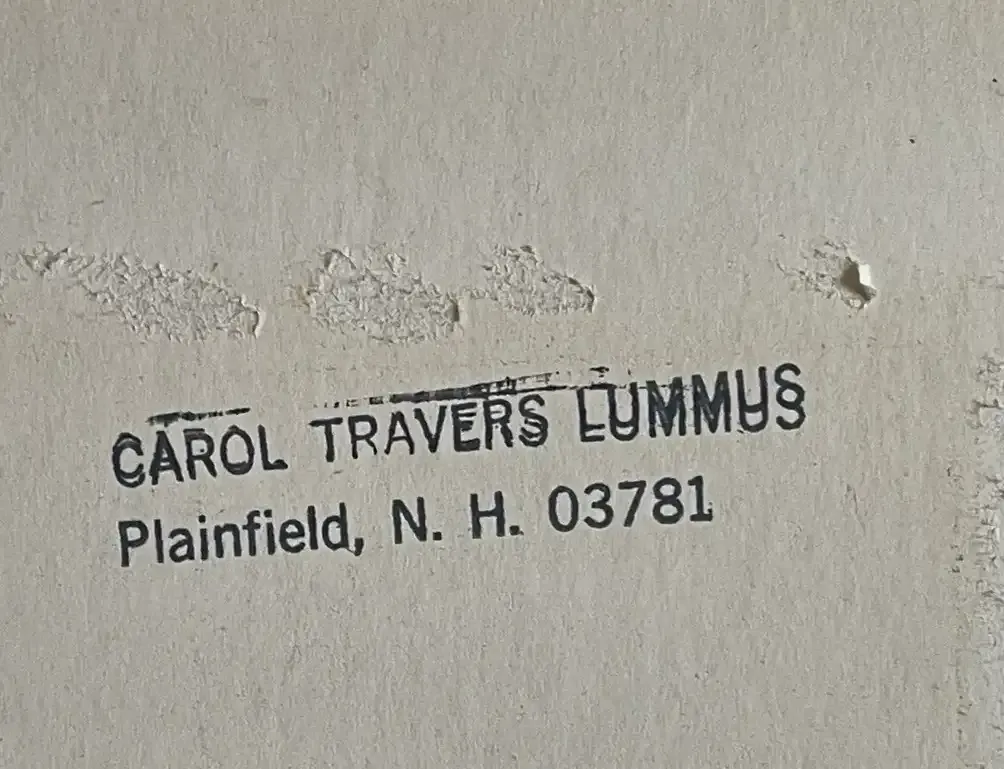 CAROL TRAVERS LUMMUS
Plainfield, N. H. 03781